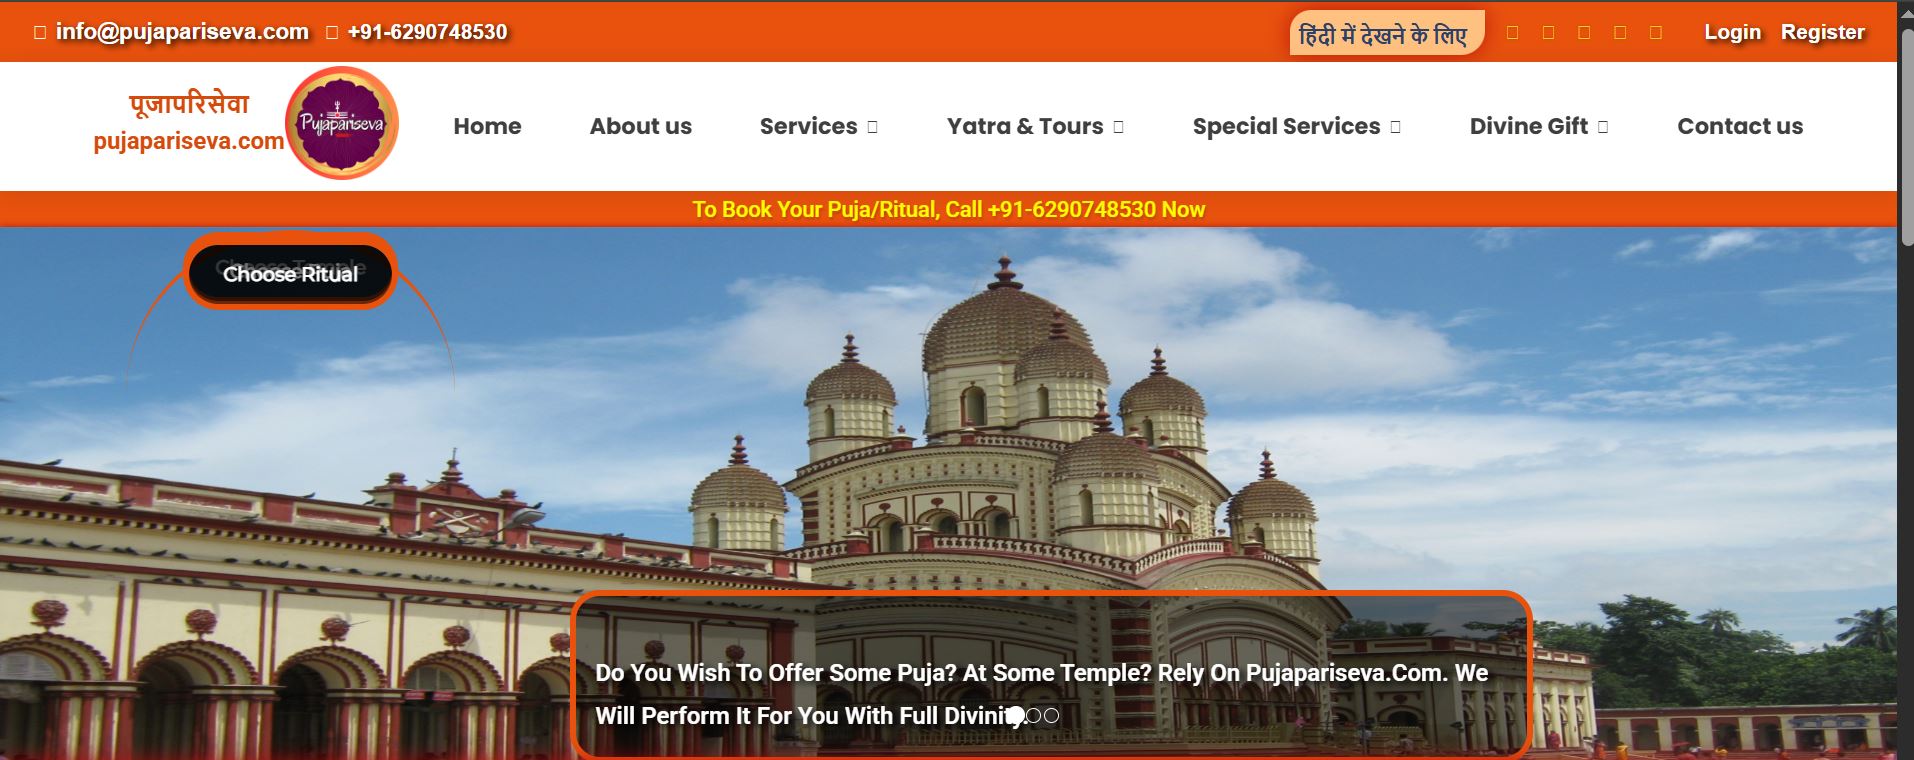 info@pujapariseva.com +91-6290748530 हिंदी में देखने के लिए Login Register
पूजापरिसेवा
pujapariseva.com
Pujapariseva
Home About us Services Yatra & Tours Special Services Divine Gift Contact us
To Book Your Puja/Ritual, Call +91-6290748530 Now
Choose Temple
Choose Ritual
Do You Wish To Offer Some Puja? At Some Temple? Rely On Pujapariseva.Com. We
Will Perform It For You With Full Divinity.